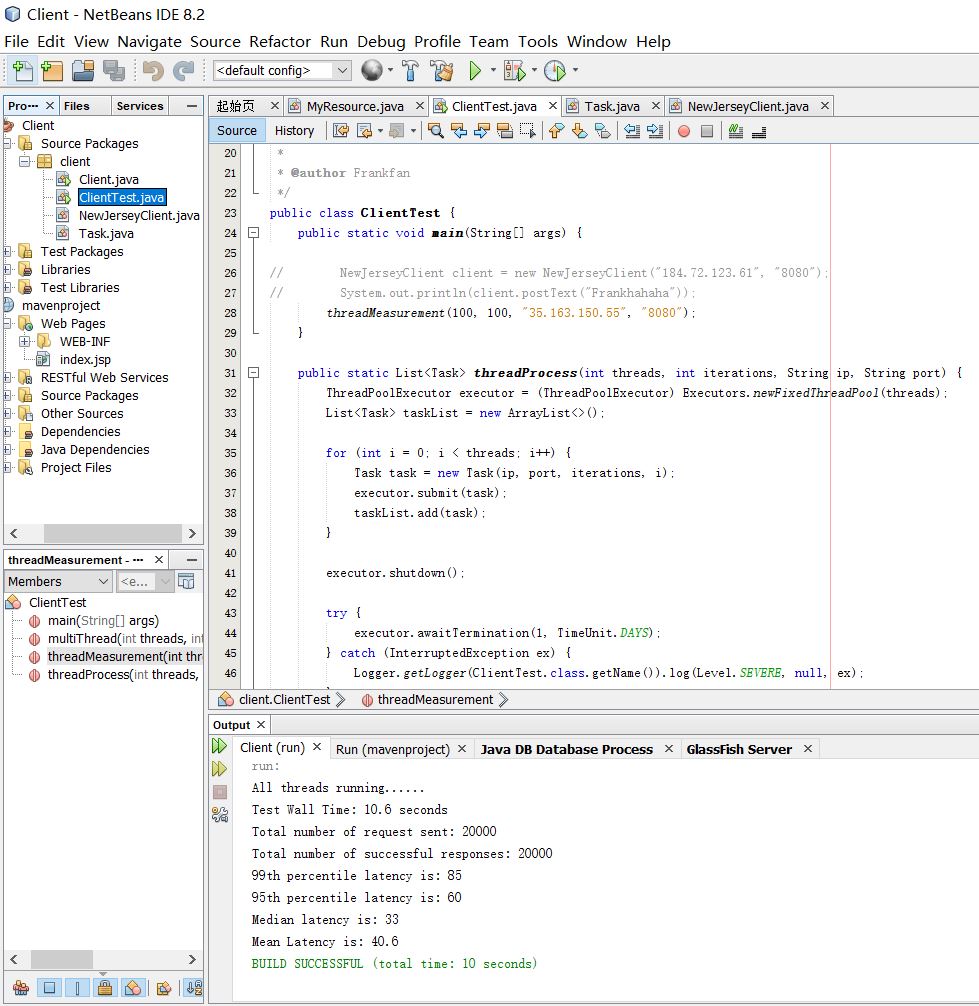 Client - NetBeans IDE 8.2
File Edit View Navigate Source Refactor Run Debug Profile Team Tools Window Help
<default config>
Pro... Files Services
Client
Source Packages
client
Client.java
ClientTest.java
NewJerseyClient.java
Task.java
Test Packages
Libraries
Test Libraries
mavenproject
Web Pages
WEB-INF
index.jsp
RESTful Web Services
Source Packages
Other Sources
Dependencies
Java Dependencies
Project Files
threadMeasurement - ...
Members <e...
ClientTest
main(String[] args)
multiThread(int threads, int
threadMeasurement(int thr
threadProcess(int threads,
起始页 MyResource.java ClientTest.java Task.java NewJerseyClient.java
Source History
20 *
21 * @author Frankfan
22 */
23 public class ClientTest {
24 public static void main(String[] args) {
25
26 // NewJerseyClient client = new NewJerseyClient("184.72.123.61", "8080");
27 // System.out.println(client.postText("Frankhahaha"));
28 threadMeasurement(100, 100, "35.163.150.55", "8080");
29 }
30
31 public static List<Task> threadProcess(int threads, int iterations, String ip, String port) {
32 ThreadPoolExecutor executor = (ThreadPoolExecutor) Executors.newFixedThreadPool(threads);
33 List<Task> taskList = new ArrayList<>();
34
35 for (int i = 0; i < threads; i++) {
36 Task task = new Task(ip, port, iterations, i);
37 executor.submit(task);
38 taskList.add(task);
39 }
40
41 executor.shutdown();
42
43 try {
44 executor.awaitTermination(1, TimeUnit.DAYS);
45 } catch (InterruptedException ex) {
46 Logger.getLogger(ClientTest.class.getName()).log(Level.SEVERE, null, ex);
client.ClientTest threadMeasurement
Output
Client (run) Run (mavenproject) Java DB Database Process GlassFish Server
run:
All threads running......
Test Wall Time: 10.6 seconds
Total number of request sent: 20000
Total number of successful responses: 20000
99th percentile latency is: 85
95th percentile latency is: 60
Median latency is: 33
Mean Latency is: 40.6
BUILD SUCCESSFUL (total time: 10 seconds)